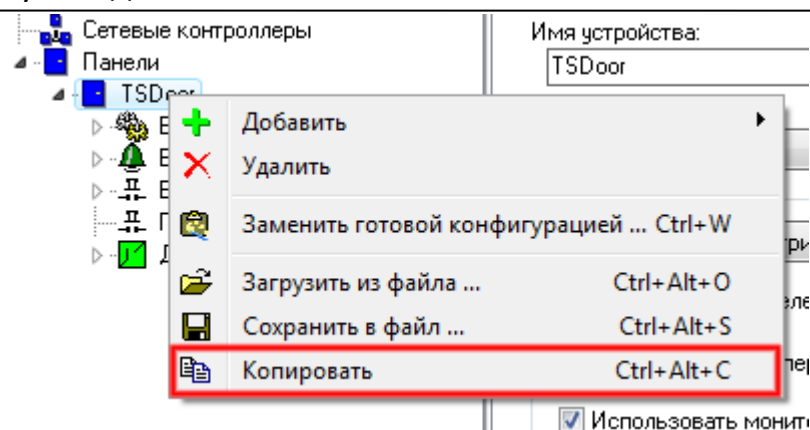 Сетевые контроллеры
Панели
TSDoor
Добавить
Удалить
Заменить готовой конфигурацией ... Ctrl+W
Загрузить из файла ... Ctrl+Alt+O
Сохранить в файл ... Ctrl+Alt+S
Копировать Ctrl+Alt+C
Имя устройства:
TSDoor
Использовать